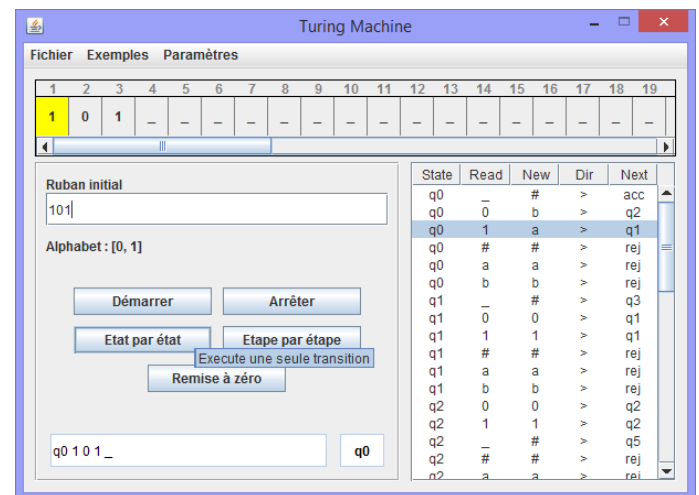 Turing Machine
Fichier Exemples Paramètres
1 2 3 4 5 6 7 8 9 10 11 12 13 14 15 16 17 18 19
1 0 1 _ _ _ _ _ _ _ _ _ _ _ _ _ _ _ _
Ruban initial
101
Alphabet : [0, 1]
Démarrer Arrêter
Etat par état Etape par étape
Execute une seule transition
Remise à zéro
q0 1 0 1 _ q0
State Read New Dir Next
q0 _ # > acc
q0 0 b > q2
q0 1 a > q1
q0 # # > rej
q0 a a > rej
q0 b b > rej
q1 _ # > q3
q1 0 0 > q1
q1 1 1 > q1
q1 # # > rej
q1 a a > rej
q1 b b > rej
q2 0 0 > q2
q2 1 1 > q2
q2 _ # > q5
q2 # # > rej
q2 a a > rej